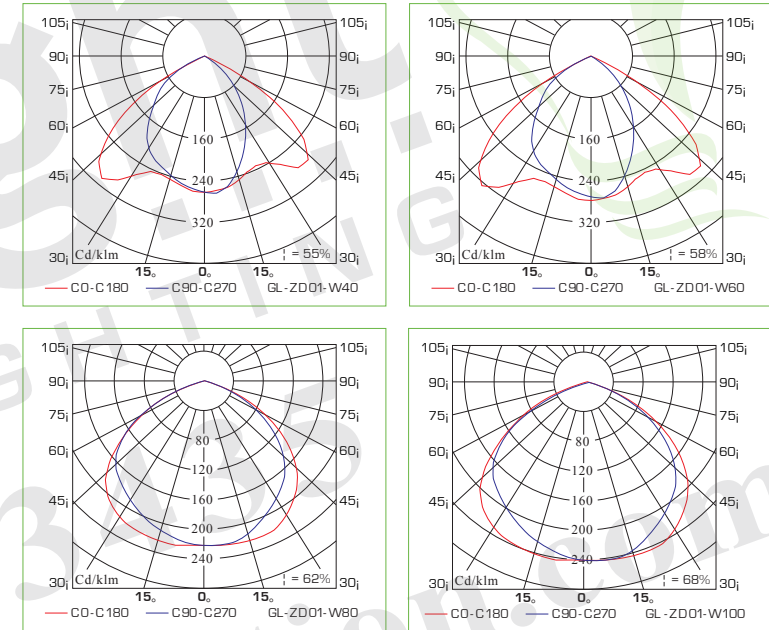 105¡ 105¡ 105¡ 105¡
90¡ 90¡ 90¡ 90¡
75¡ 75¡ 75¡ 75¡
60¡ 60¡ 60¡ 60¡
160 160
45¡ 240 45¡ 45¡ 240 45¡
320 320
30¡ Cd/klm ¦ = 55% 30¡ 30¡ Cd/klm ¦ = 58% 30¡
15° 0° 15° 15° 0° 15°
C0-C180 C90-C270 GL-ZD01-W40 C0-C180 C90-C270 GL-ZD01-W60
105¡ 105¡ 105¡ 105¡
90¡ 90¡ 90¡ 90¡
75¡ 75¡ 75¡ 75¡
80 80
60¡ 60¡ 60¡ 60¡
120 120
45¡ 160 45¡ 45¡ 160 45¡
200 200
240 240
30¡ Cd/klm ¦ = 62% 30¡ 30¡ Cd/klm ¦ = 68% 30¡
15° 0° 15° 15° 0° 15°
C0-C180 C90-C270 GL-ZD01-W80 C0-C180 C90-C270 GL-ZD01-W100
GHTING
3435